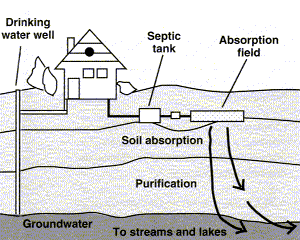 Drinking
water well
Septic
tank
Absorption
field
Soil absorption
Purification
Groundwater
To streams and lakes